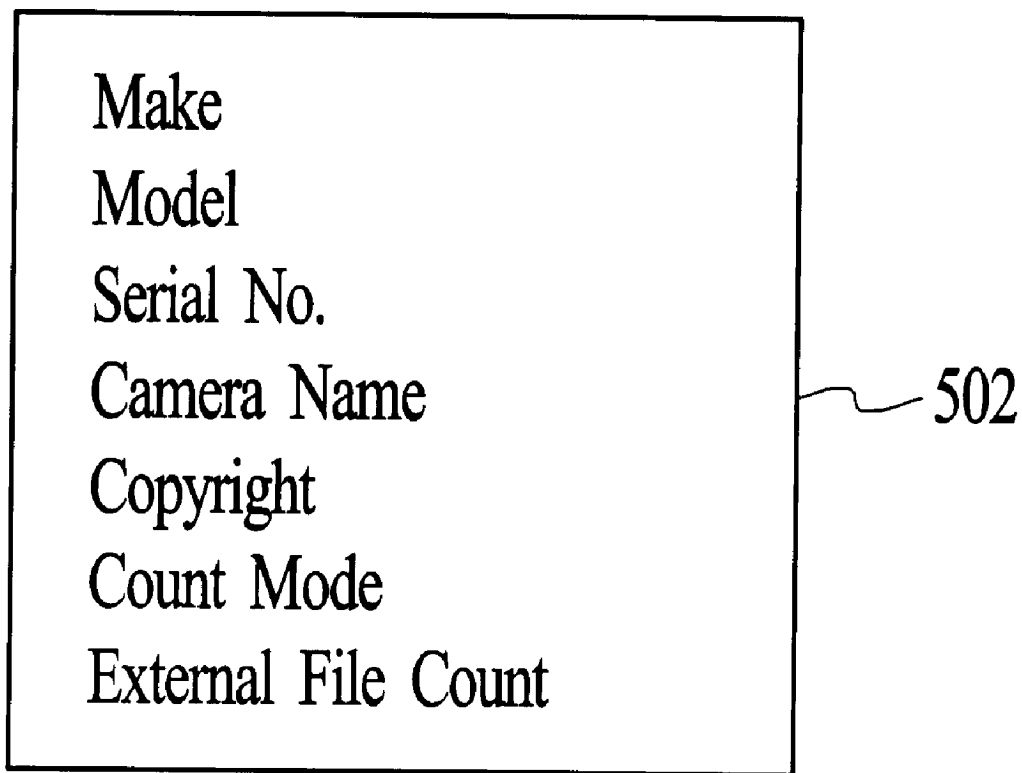 Make
Model
Serial No.
Camera Name
502
Copyright
Count Mode
External File Count